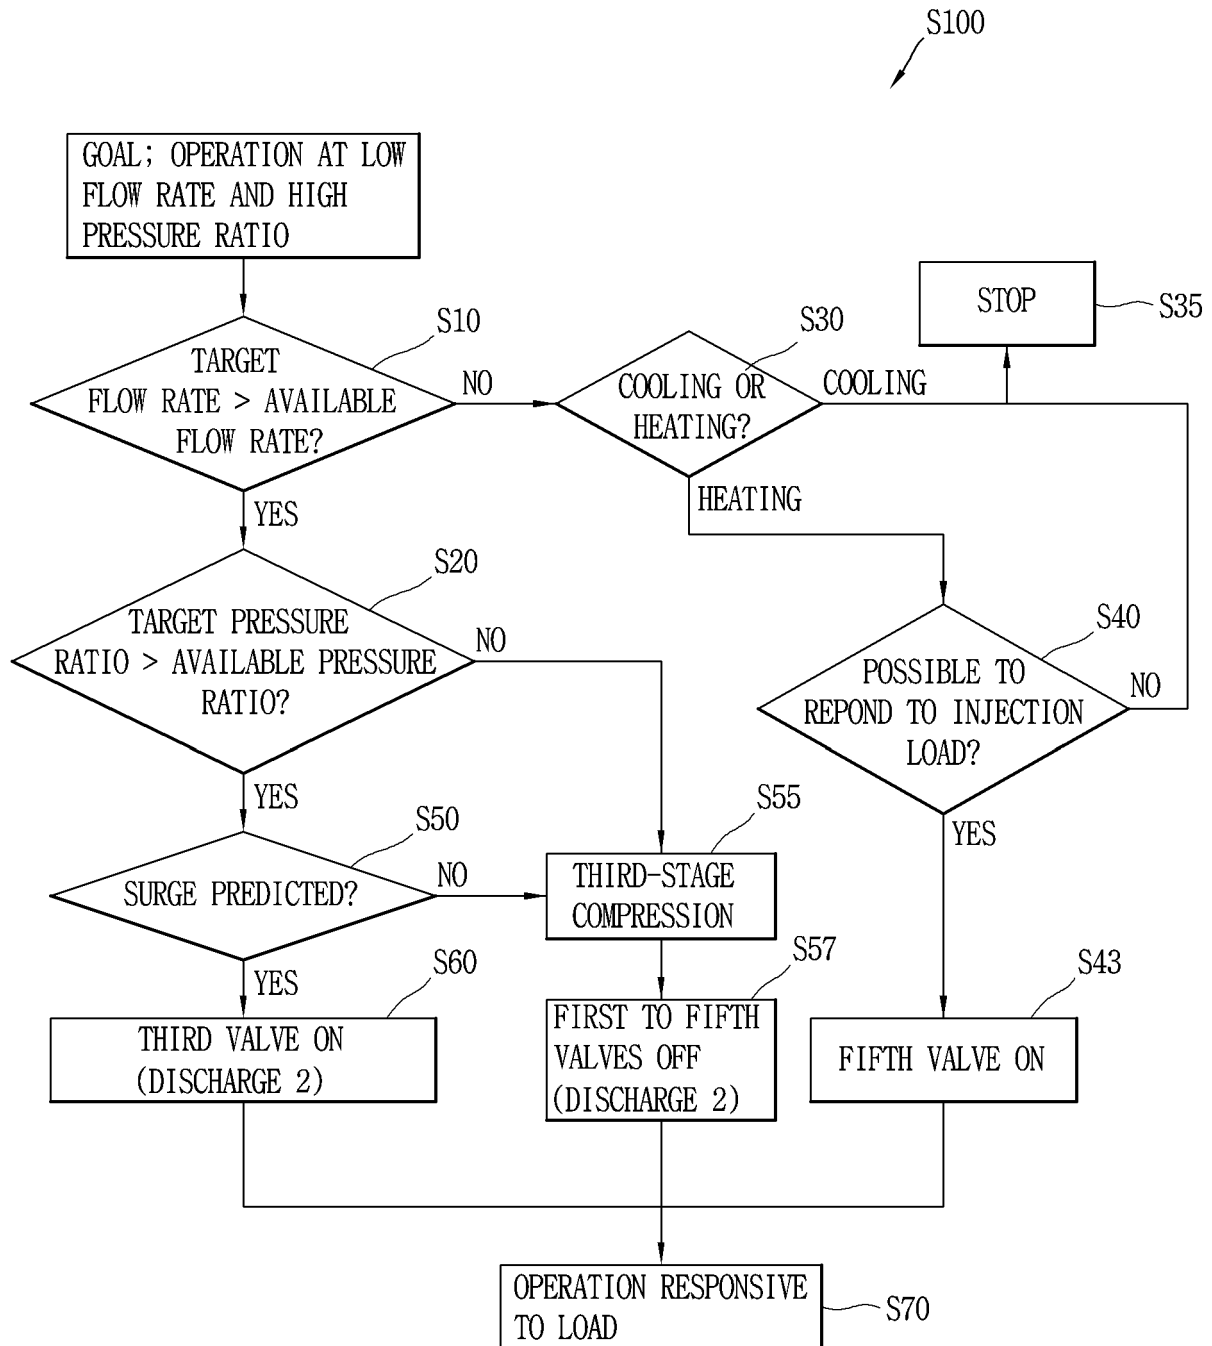 S100
GOAL; OPERATION AT LOW
FLOW RATE AND HIGH
PRESSURE RATIO
S10
TARGET
FLOW RATE > AVAILABLE
FLOW RATE?
NO
YES
S30
COOLING OR
HEATING?
COOLING
HEATING
STOP
S35
S20
TARGET PRESSURE
RATIO > AVAILABLE PRESSURE
RATIO?
NO
YES
S40
POSSIBLE TO
REPOND TO INJECTION
LOAD?
NO
YES
S50
SURGE PREDICTED?
NO
YES
S55
THIRD-STAGE
COMPRESSION
S60
THIRD VALVE ON
(DISCHARGE 2)
S57
FIRST TO FIFTH
VALVES OFF
(DISCHARGE 2)
S43
FIFTH VALVE ON
OPERATION RESPONSIVE
TO LOAD
S70